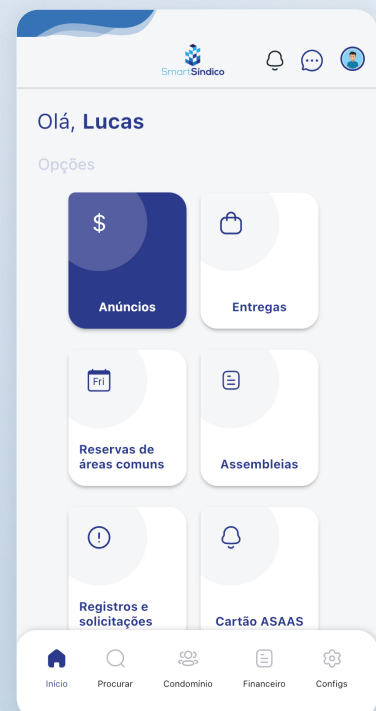 SmartSíndico
Olá, Lucas
Opções
$
Anúncios
Entregas
Fri
Reservas de
áreas comuns
Assembleias
Registros e
solicitações
Cartão ASAAS
Início
Procurar
Condomínio
Financeiro
Configs